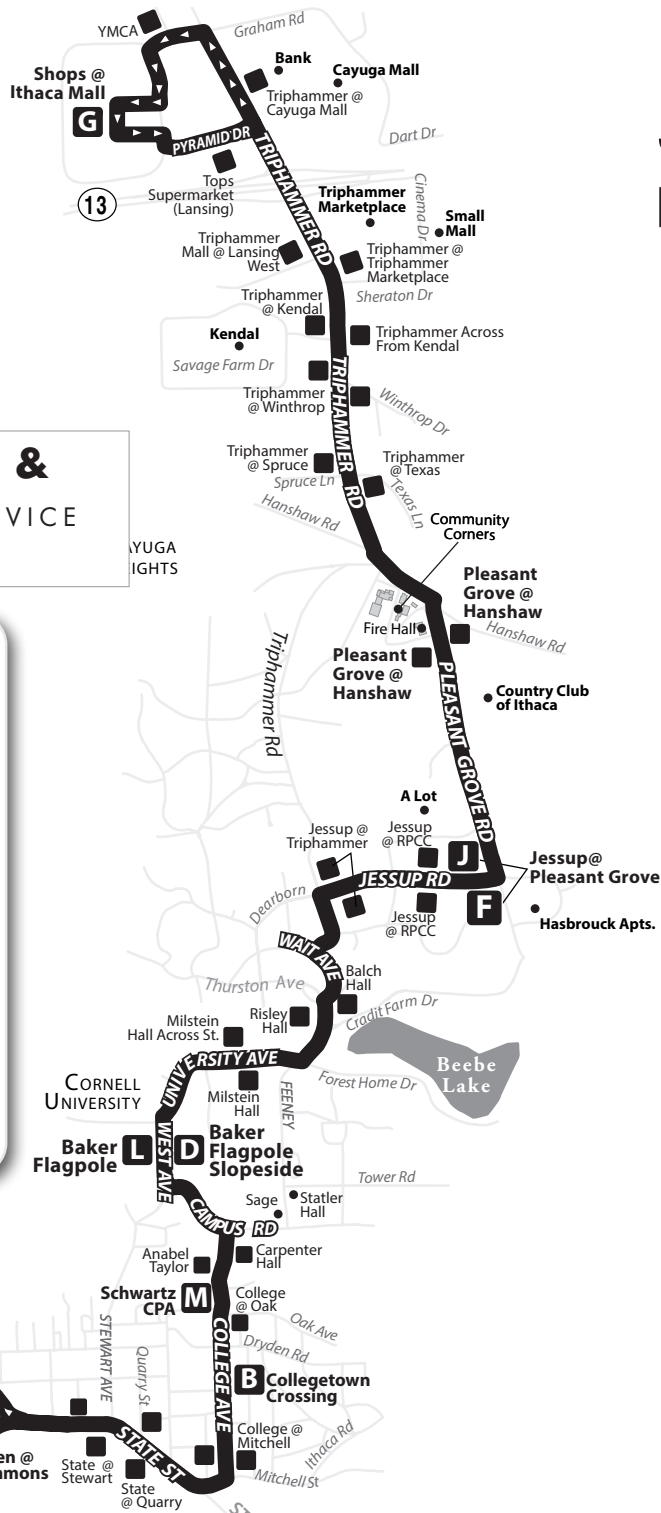 YMCA
Graham Rd
Bank
Cayuga Mall
Shops @
Ithaca Mall
G
Triphammer @
Cayuga Mall
PYRAMID DR
Dart Dr
TRIPHAMMER RD
Tops
Supermarket
(Lansing)
13
Cinema Dr
Triphammer
Marketplace
Small
Mall
Triphammer
Mall @ Lansing
West
Triphammer @
Triphammer
Marketplace
Sheraton Dr
Triphammer
@ Kendal
Kendal
Triphammer Across
From Kendal
Savage Farm Dr
TRIPHAMMER RD
Triphammer
@ Winthrop
Winthrop Dr
&
VICE
Triphammer
@ Spruce
Spruce Ln
Triphammer
@ Texas
Texas Ln
Hanshaw Rd
Community
Corners
AYUGA
EIGHTS
Pleasant
Grove @
Hanshaw
Fire Hall
Hanshaw Rd
Triphammer Rd
Pleasant
Grove @
Hanshaw
PLEASANT GROVE RD
Country Club
of Ithaca
A Lot
Jessup @
Triphammer
Jessup
@ RPCC
J
Jessup@
Pleasant Grove
JESSUP RD
Dearborn
Jessup
@ RPCC
F
Hasbrouck Apts.
WAIT AVE
Thurston Ave
Balch
Hall
Risley
Hall
Cradit Farm Dr
Milstein
Hall Across St.
UNIVERSITY AVE
Beebe
Lake
CORNELL
UNIVERSITY
Milstein
Hall
FEENEY
Forest Home Dr
Baker
Flagpole
L
D
Baker
Flagpole
Slopeside
WEST AVE
Tower Rd
Sage
Statler
Hall
CAMPUS RD
Anabel
Taylor
Carpenter
Hall
Schwartz
CPA
M
College
@ Oak
Oak Ave
STEWART AVE
Quarry St
COLLEGE AVE
Dryden Rd
B
Collegetown
Crossing
STATE ST
College @
Mitchell
Ithaca Rd
en @
mmons
State @
Stewart
State
@ Quarry
Mitchell St
ST